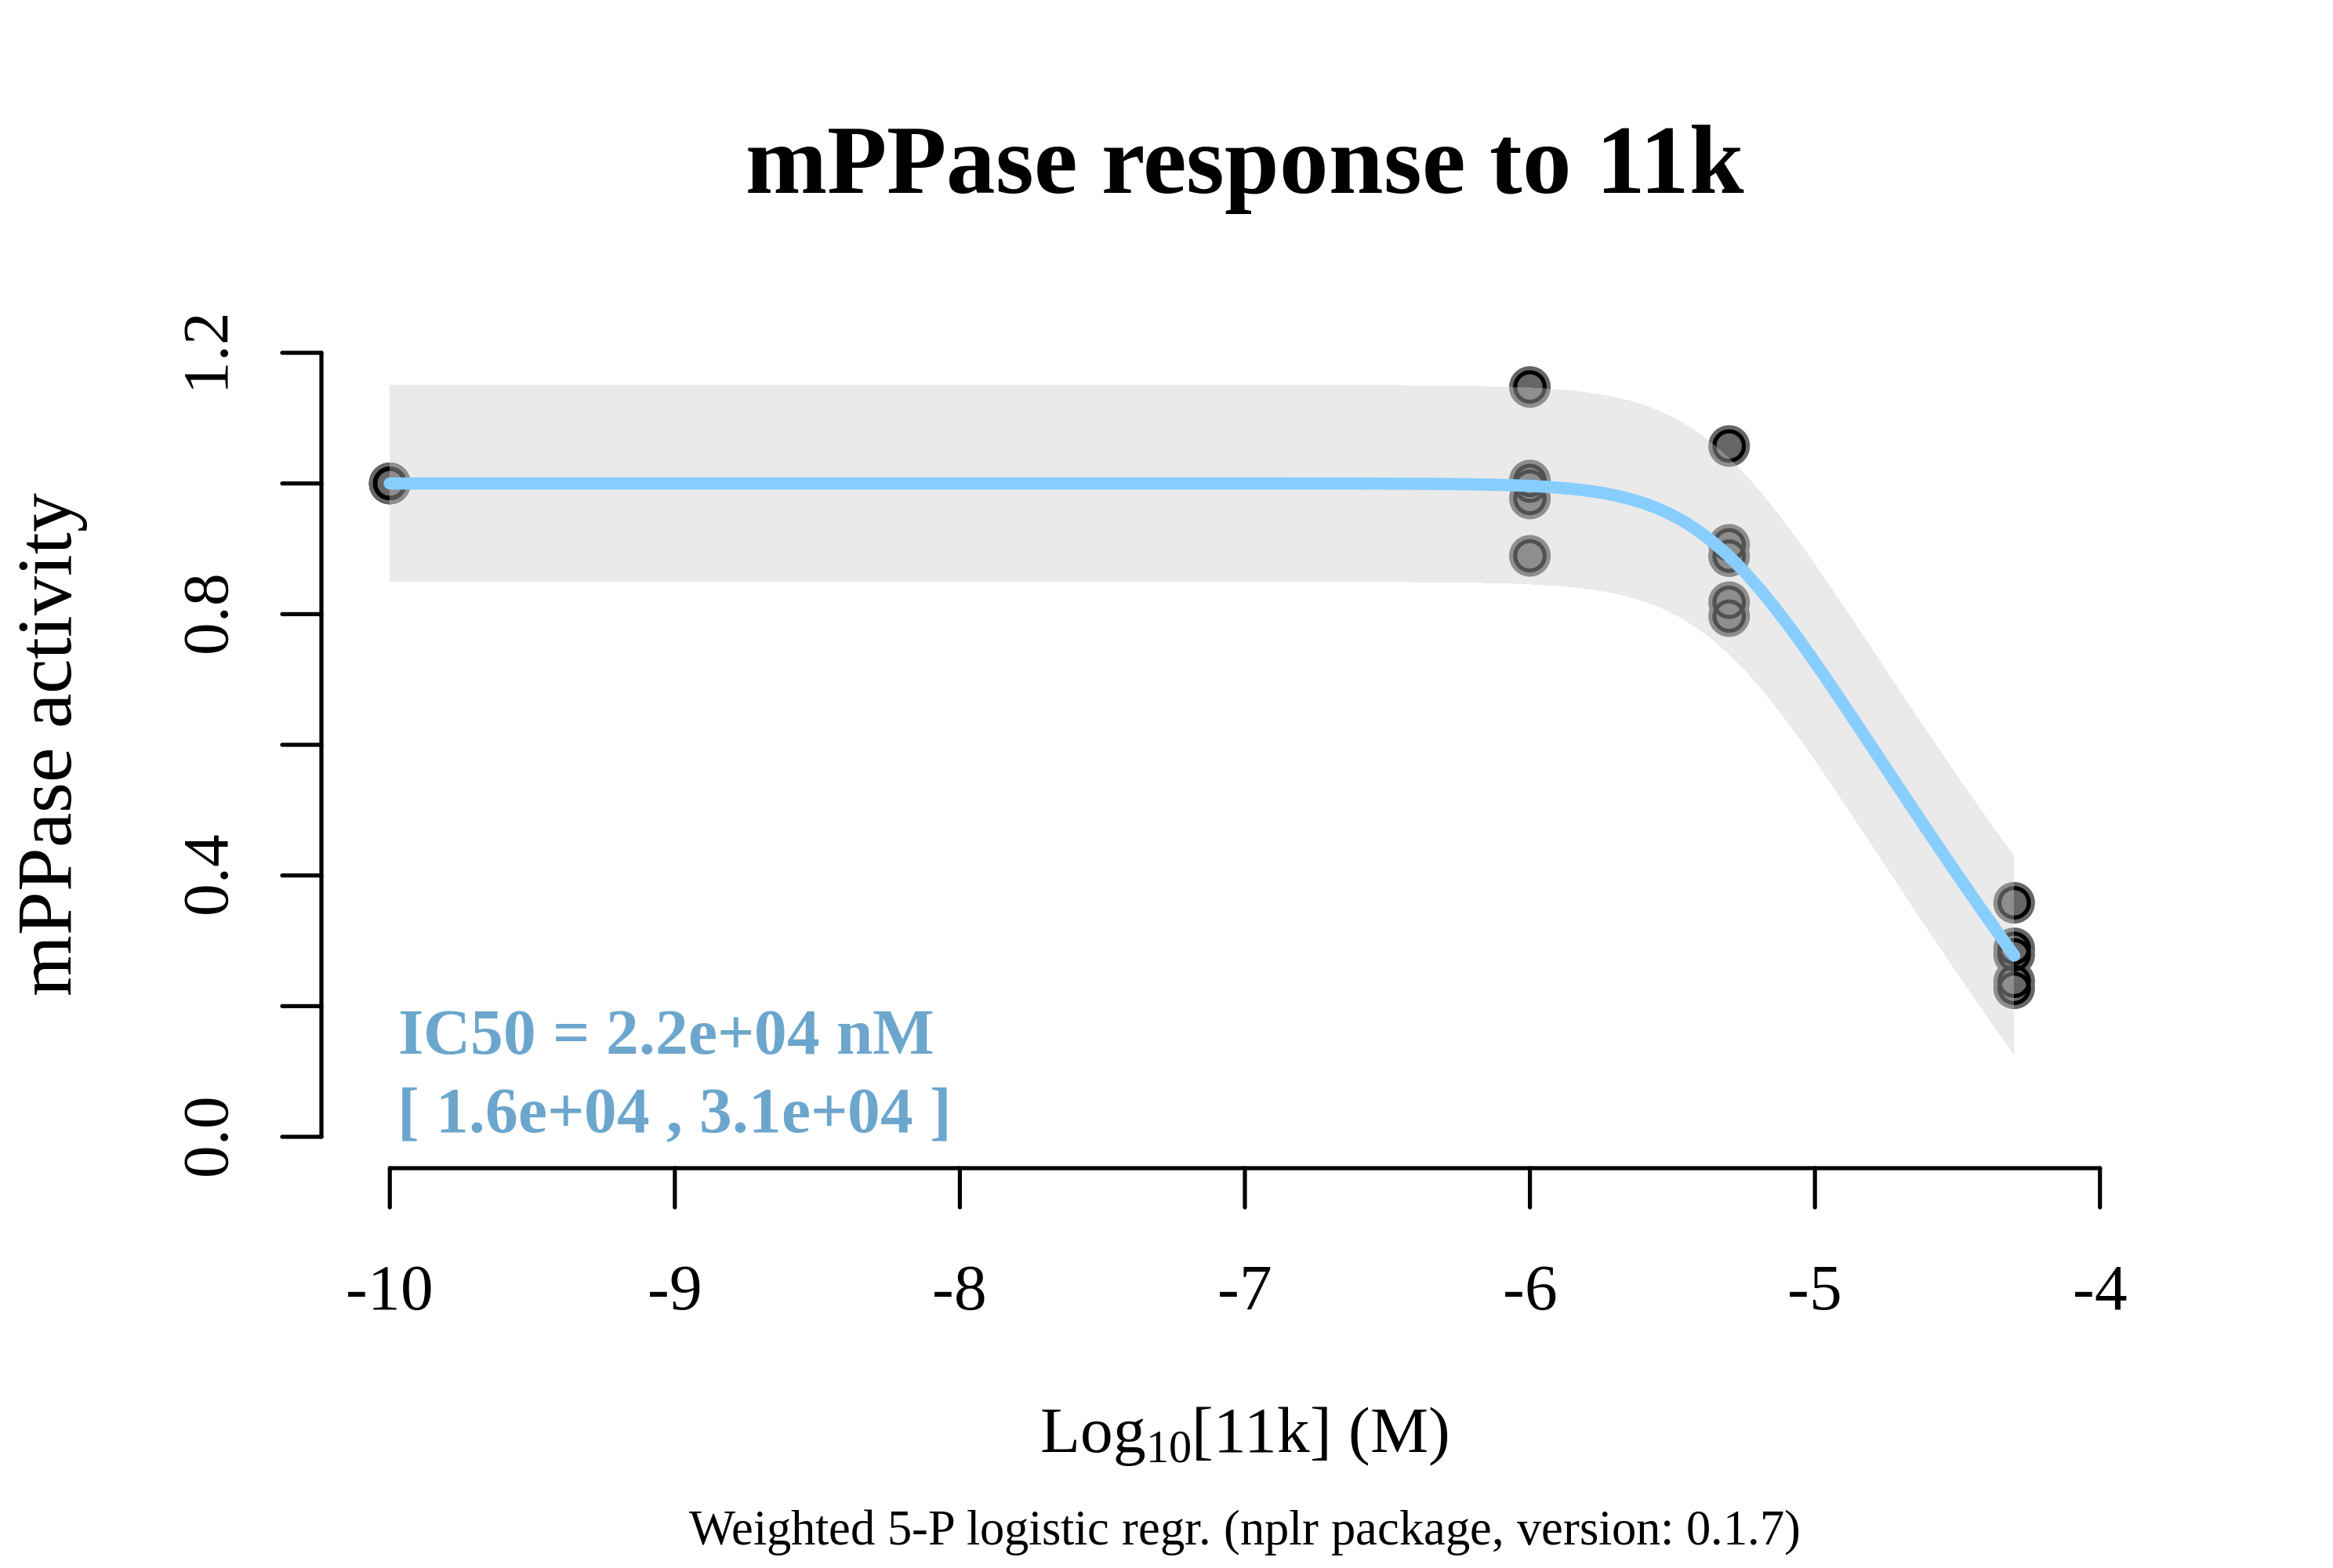 mPPase response to 11k
mPPase activity
1.2
0.8
0.4
0.0
IC50 = 2.2e+04 nM
[ 1.6e+04 , 3.1e+04 ]
-10 -9 -8 -7 -6 -5 -4
Log10[11k] (M)
Weighted 5-P logistic regr. (nplr package, version: 0.1.7)